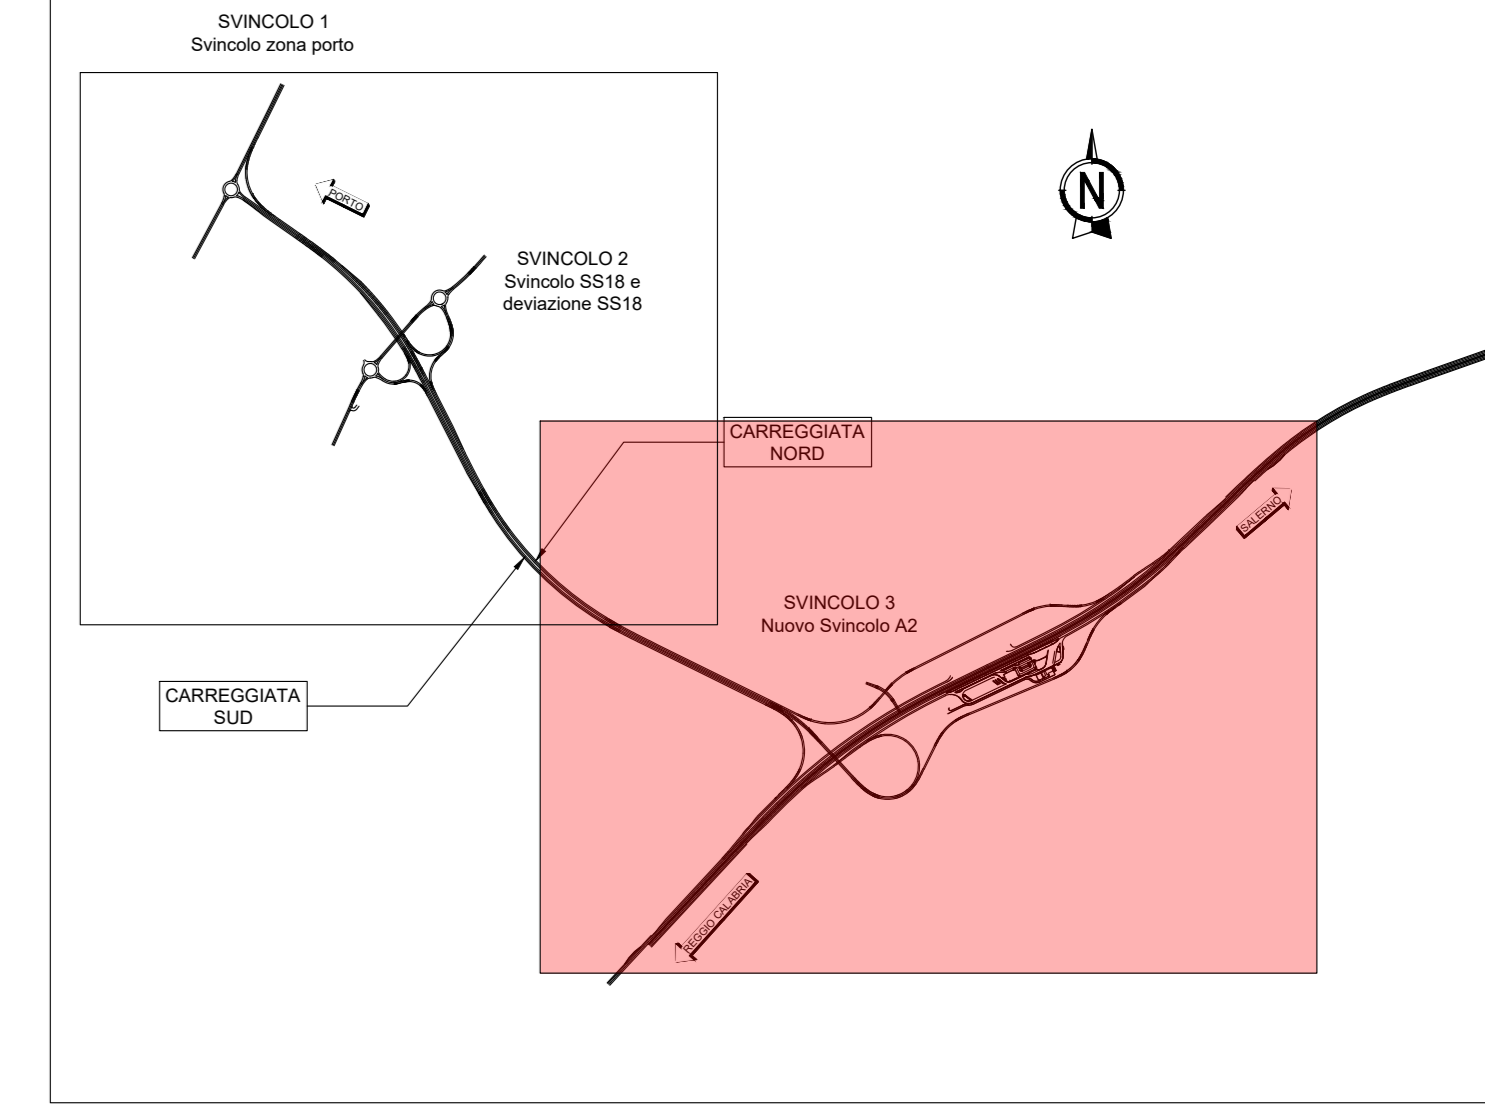 SVINCOLO 1
Svincolo zona porto
PORTO
N
SVINCOLO 2
Svincolo SS18 e
deviazione SS18
CARREGGIATA
NORD
SALERNO
SVINCOLO 3
Nuovo Svincolo A2
CARREGGIATA
SUD
REGGIO CALABRIA